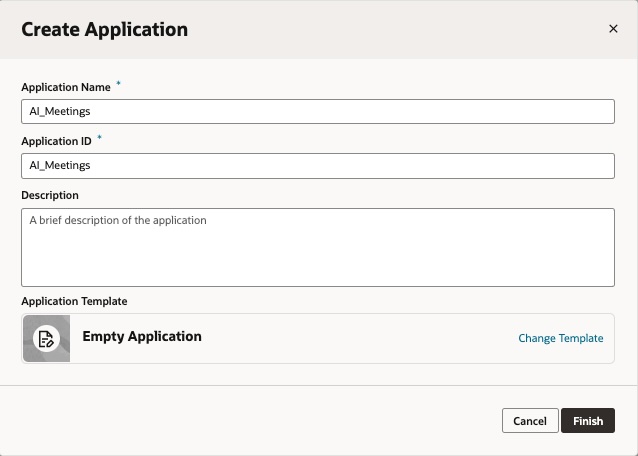 Create Application
Application Name *
AI_Meetings
Application ID *
AI_Meetings
Description
A brief description of the application
Application Template
Empty Application
Change Template
Cancel
Finish